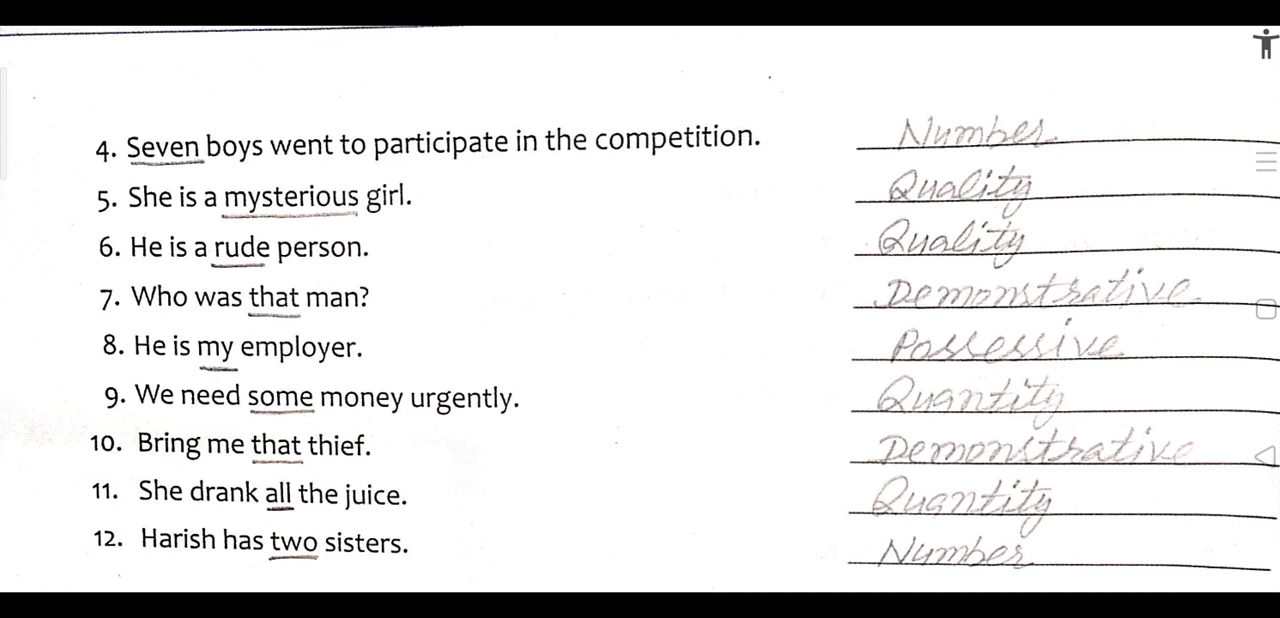 4. Seven boys went to participate in the competition. Number
5. She is a mysterious girl. Quality
6. He is a rude person. Quality
7. Who was that man? Demonstrative
8. He is my employer. Possessive
9. We need some money urgently. Quantity
10. Bring me that thief. Demonstrative
11. She drank all the juice. Quantity
12. Harish has two sisters. Number